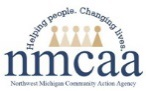 Helping people. Changing lives.
nmcaa
Northwest Michigan Community Action Agency